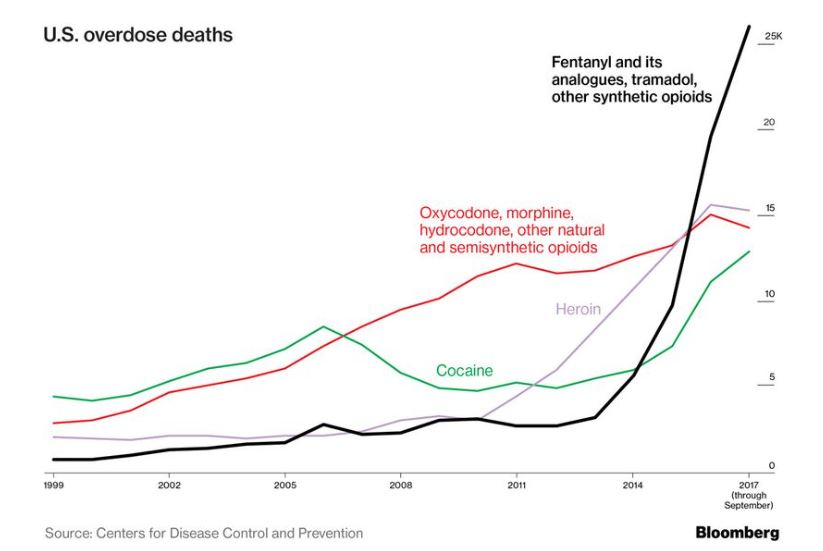 U.S. overdose deaths
25K
Fentanyl and its
analogues, tramadol,
other synthetic opioids
20
15
Oxycodone, morphine,
hydrocodone, other natural
and semisynthetic opioids
10
Heroin
Cocaine
5
0
1999
2002
2005
2008
2011
2014
2017
(through
September)
Source: Centers for Disease Control and Prevention
Bloomberg